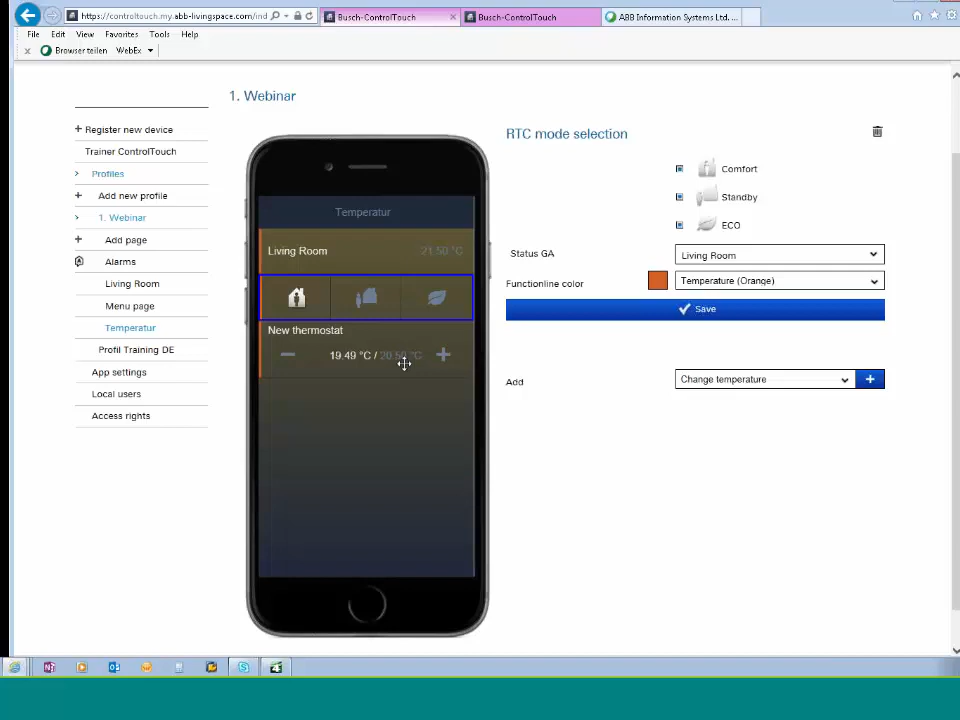 https://controltouch.my.abb-livingspace.com/ind
Busch-ControlTouch
Busch-ControlTouch
ABB Information Systems Ltd. ...
File Edit View Favorites Tools Help
x Browser teilen WebEx
1. Webinar
+ Register new device
Trainer ControlTouch
> Profiles
+ Add new profile
> 1. Webinar
+ Add page
Alarms
Living Room
Menu page
Temperatur
Profil Training DE
App settings
Local users
Access rights
Temperatur
Living Room 21.50 °C
New thermostat
19.49 °C / 20.50 °C
RTC mode selection
Comfort
Standby
ECO
Status GA Living Room
Functionline color Temperature (Orange)
Save
Add Change temperature +